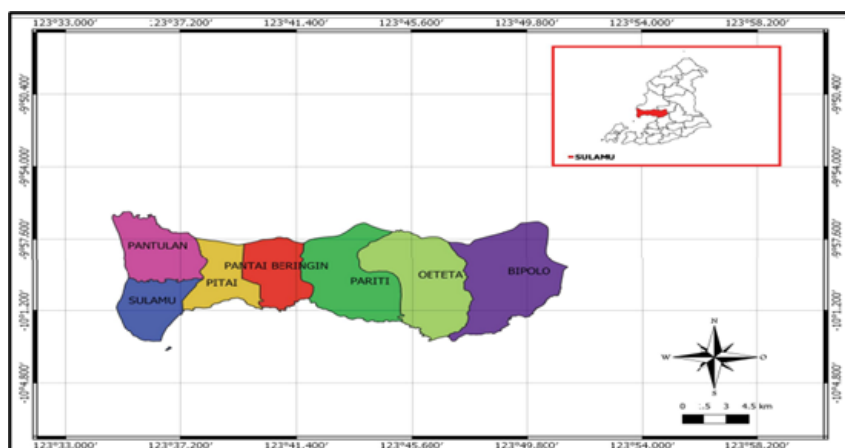 123°33.000' 123°37.200' 123°41.400' 123°45.600' 123°49.800' 123°54.000' 123°58.200'
-9°50.400' -9°50.400'
-9°54.000' -9°54.000'
SULAMU
-9°57.600' -9°57.600'
PANTULAN
PANTAI BERINGIN
OETETA
BIPOLO
PITAI
PARITI
SULAMU
-10°1.200' -10°1.200'
N
W O
S
-10°4.800' -10°4.800'
0 1.5 3 4.5 km
123°33.000' 123°37.200' 123°41.400' 123°45.600' 123°49.800' 123°54.000' 123°58.200'